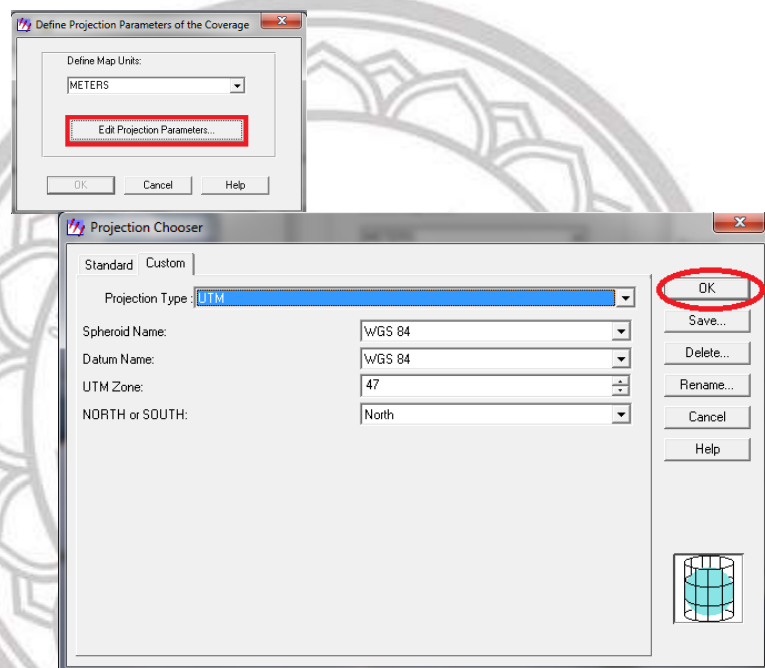 Define Projection Parameters of the Coverage
Define Map Units:
METERS
Edit Projection Parameters...
OK Cancel Help
Projection Chooser
Standard Custom
Projection Type : UTM
OK
Spheroid Name: WGS 84
Save...
Datum Name: WGS 84
Delete...
UTM Zone: 47
Rename...
NORTH or SOUTH: North
Cancel
Help